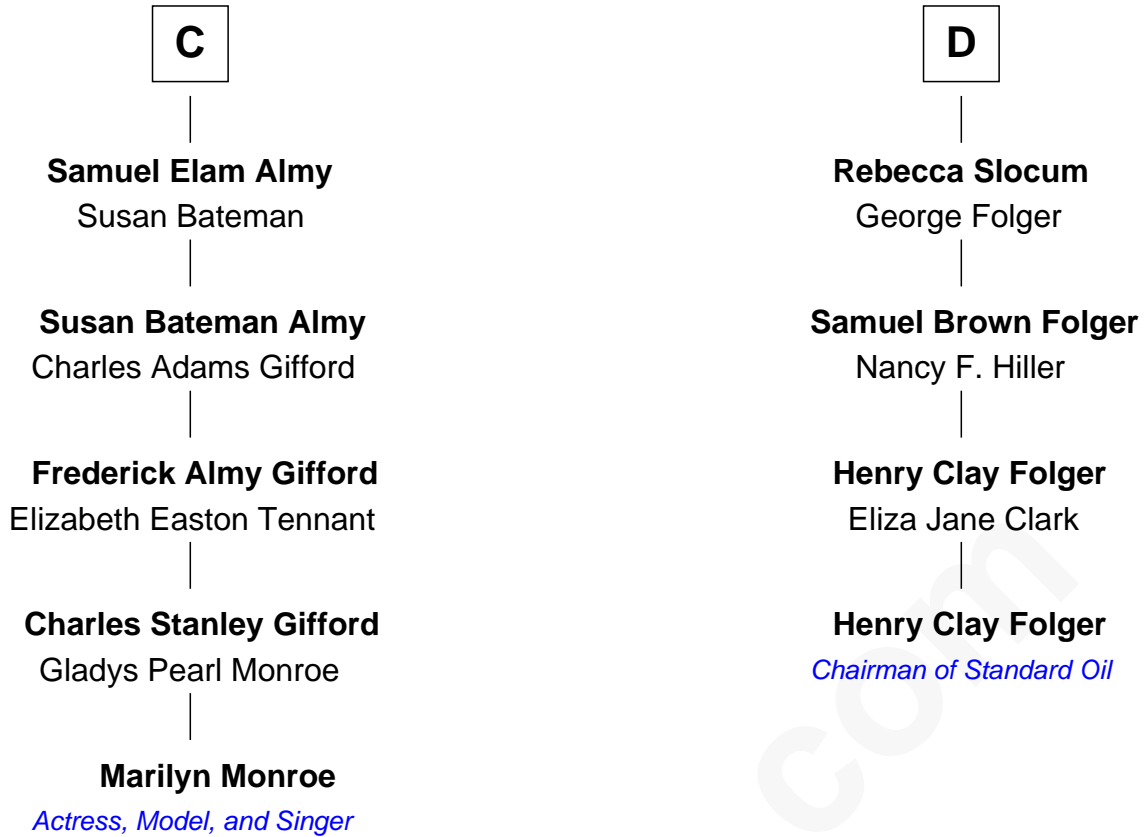 C
Samuel Elam Almy
Susan Bateman
Susan Bateman Almy
Charles Adams Gifford
Frederick Almy Gifford
Elizabeth Easton Tennant
Charles Stanley Gifford
Gladys Pearl Monroe
Marilyn Monroe
Actress, Model, and Singer
D
Rebecca Slocum
George Folger
Samuel Brown Folger
Nancy F. Hiller
Henry Clay Folger
Eliza Jane Clark
Henry Clay Folger
Chairman of Standard Oil
com